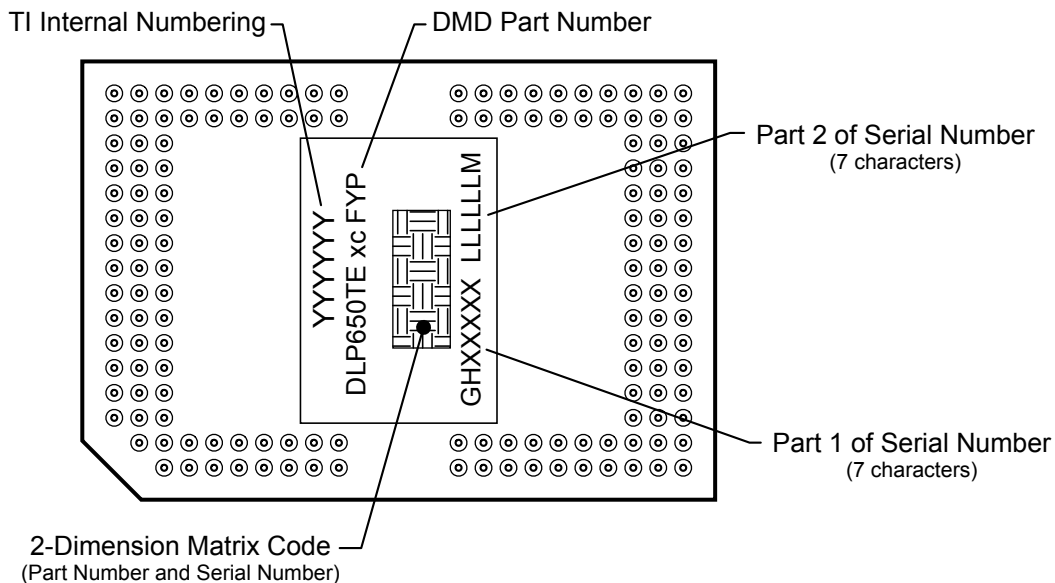 TI Internal Numbering
DMD Part Number
Part 2 of Serial Number
(7 characters)
YYYYYYY
DLP650TE xc FYP
GHXXXXX LLLLLLM
Part 1 of Serial Number
(7 characters)
2-Dimension Matrix Code
(Part Number and Serial Number)